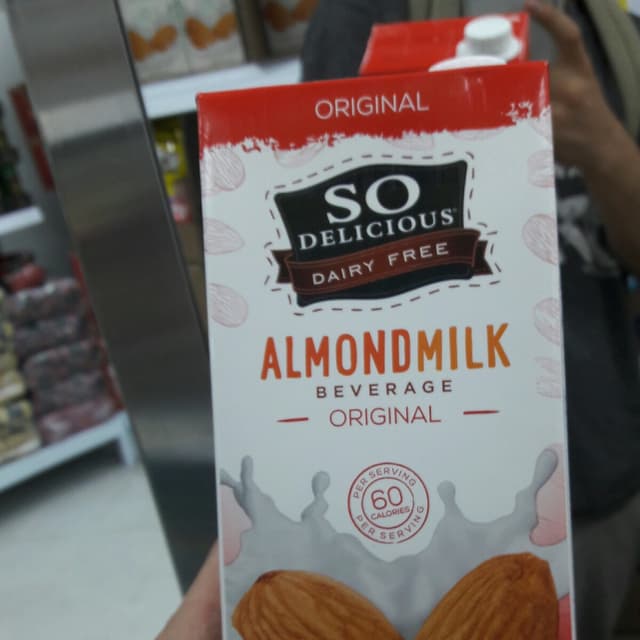 ORIGINAL
SO
DELICIOUS
DAIRY FREE
ALMONDMILK
BEVERAGE
ORIGINAL
PER SERVING
60
CALORIES
PER SERVING